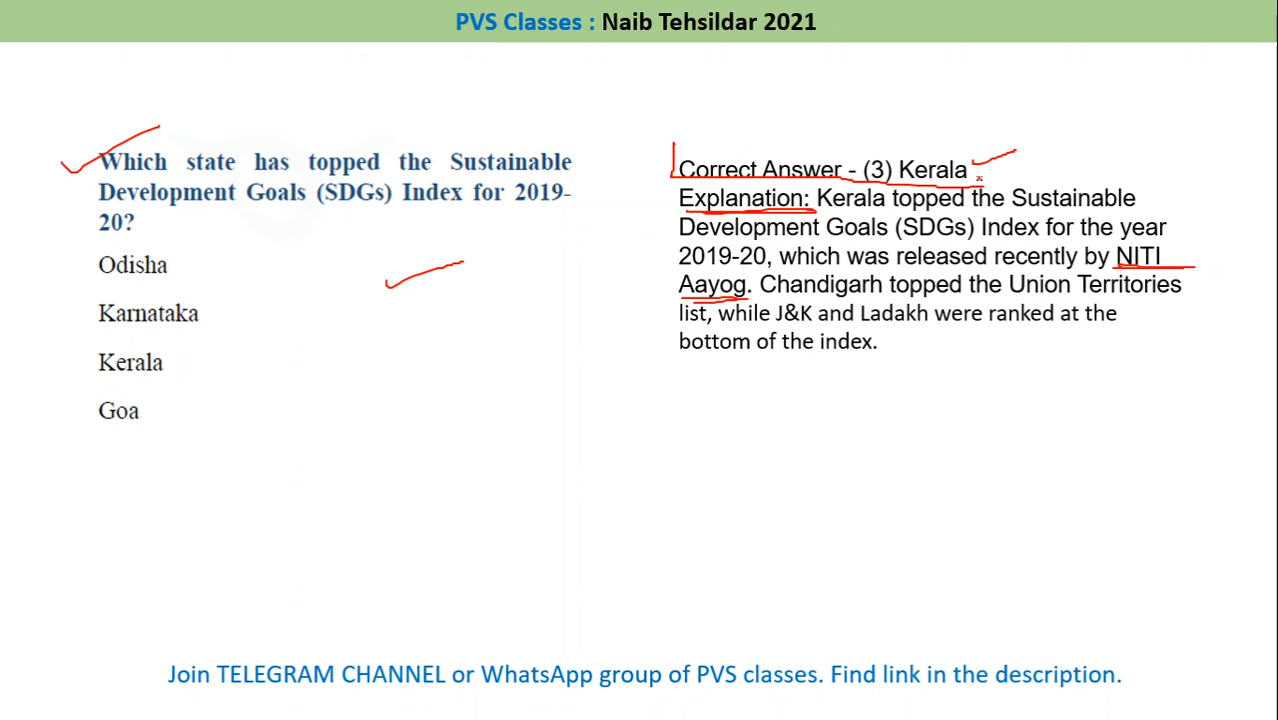 PVS Classes : Naib Tehsildar 2021
Which state has topped the Sustainable
Development Goals (SDGs) Index for 2019-
20?
Odisha
Karnataka
Kerala
Goa
Correct Answer - (3) Kerala
Explanation: Kerala topped the Sustainable
Development Goals (SDGs) Index for the year
2019-20, which was released recently by NITI
Aayog. Chandigarh topped the Union Territories
list, while J&K and Ladakh were ranked at the
bottom of the index.
Join TELEGRAM CHANNEL or WhatsApp group of PVS classes. Find link in the description.